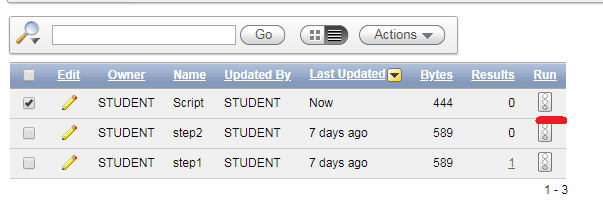 Go Actions
Edit Owner Name Updated By Last Updated Bytes Results Run
STUDENT Script STUDENT Now 444 0
STUDENT step2 STUDENT 7 days ago 589 0
STUDENT step1 STUDENT 7 days ago 589 1
1 - 3